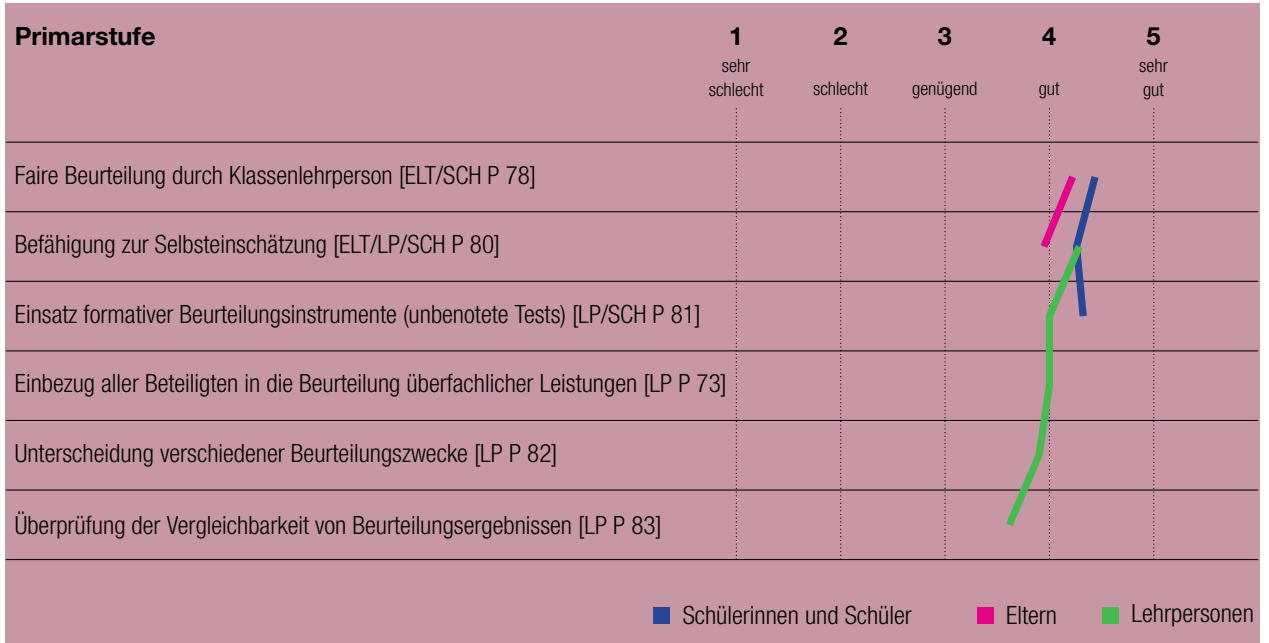 Primarstufe 1 2 3 4 5
sehr schlecht schlecht genügend gut sehr gut
Faire Beurteilung durch Klassenlehrperson [ELT/SCH P 78]
Befähigung zur Selbsteinschätzung [ELT/LP/SCH P 80]
Einsatz formativer Beurteilungsinstrumente (unbenotete Tests) [LP/SCH P 81]
Einbezug aller Beteiligten in die Beurteilung überfachlicher Leistungen [LP P 73]
Unterscheidung verschiedener Beurteilungszwecke [LP P 82]
Überprüfung der Vergleichbarkeit von Beurteilungsergebnissen [LP P 83]
Schülerinnen und Schüler Eltern Lehrpersonen